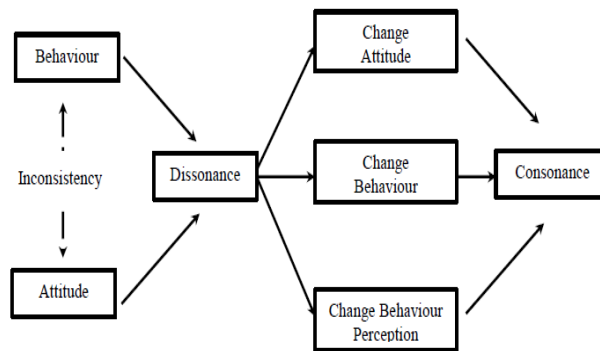 Behaviour
Inconsistency
Attitude
Dissonance
Change
Attitude
Change
Behaviour
Change Behaviour
Perception
Consonance